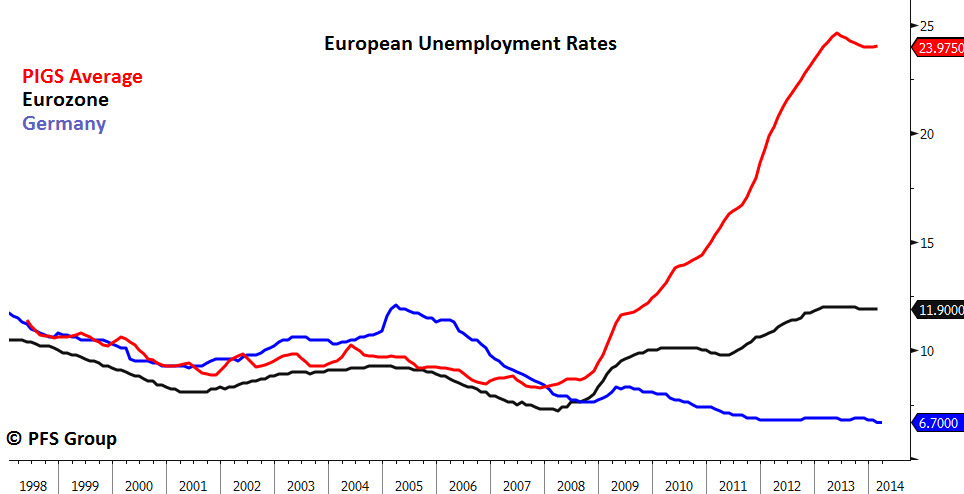 European Unemployment Rates
PIGS Average
Eurozone
Germany
25
23.9750
20
15
11.9000
10
6.7000
© PFS Group
1998 1999 2000 2001 2002 2003 2004 2005 2006 2007 2008 2009 2010 2011 2012 2013 2014